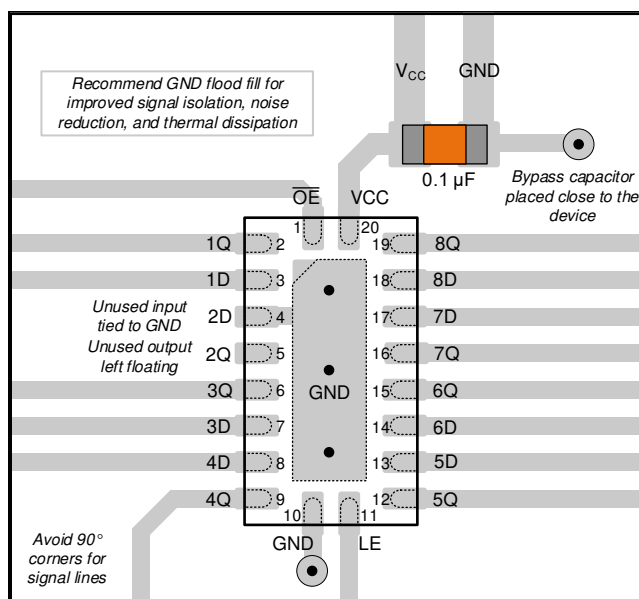 Recommend GND flood fill for
improved signal isolation, noise
reduction, and thermal dissipation
VCC GND
0.1 µF
Bypass capacitor
placed close to the
device
OE VCC
1 20
1Q 2 19 8Q
1D 3 18 8D
Unused input
tied to GND
2D 4 17 7D
Unused output
left floating
2Q 5 16 7Q
3Q 6 GND 15 6Q
3D 7 14 6D
4D 8 13 5D
4Q 9 12 5Q
10 11
GND LE
Avoid 90°
corners for
signal lines